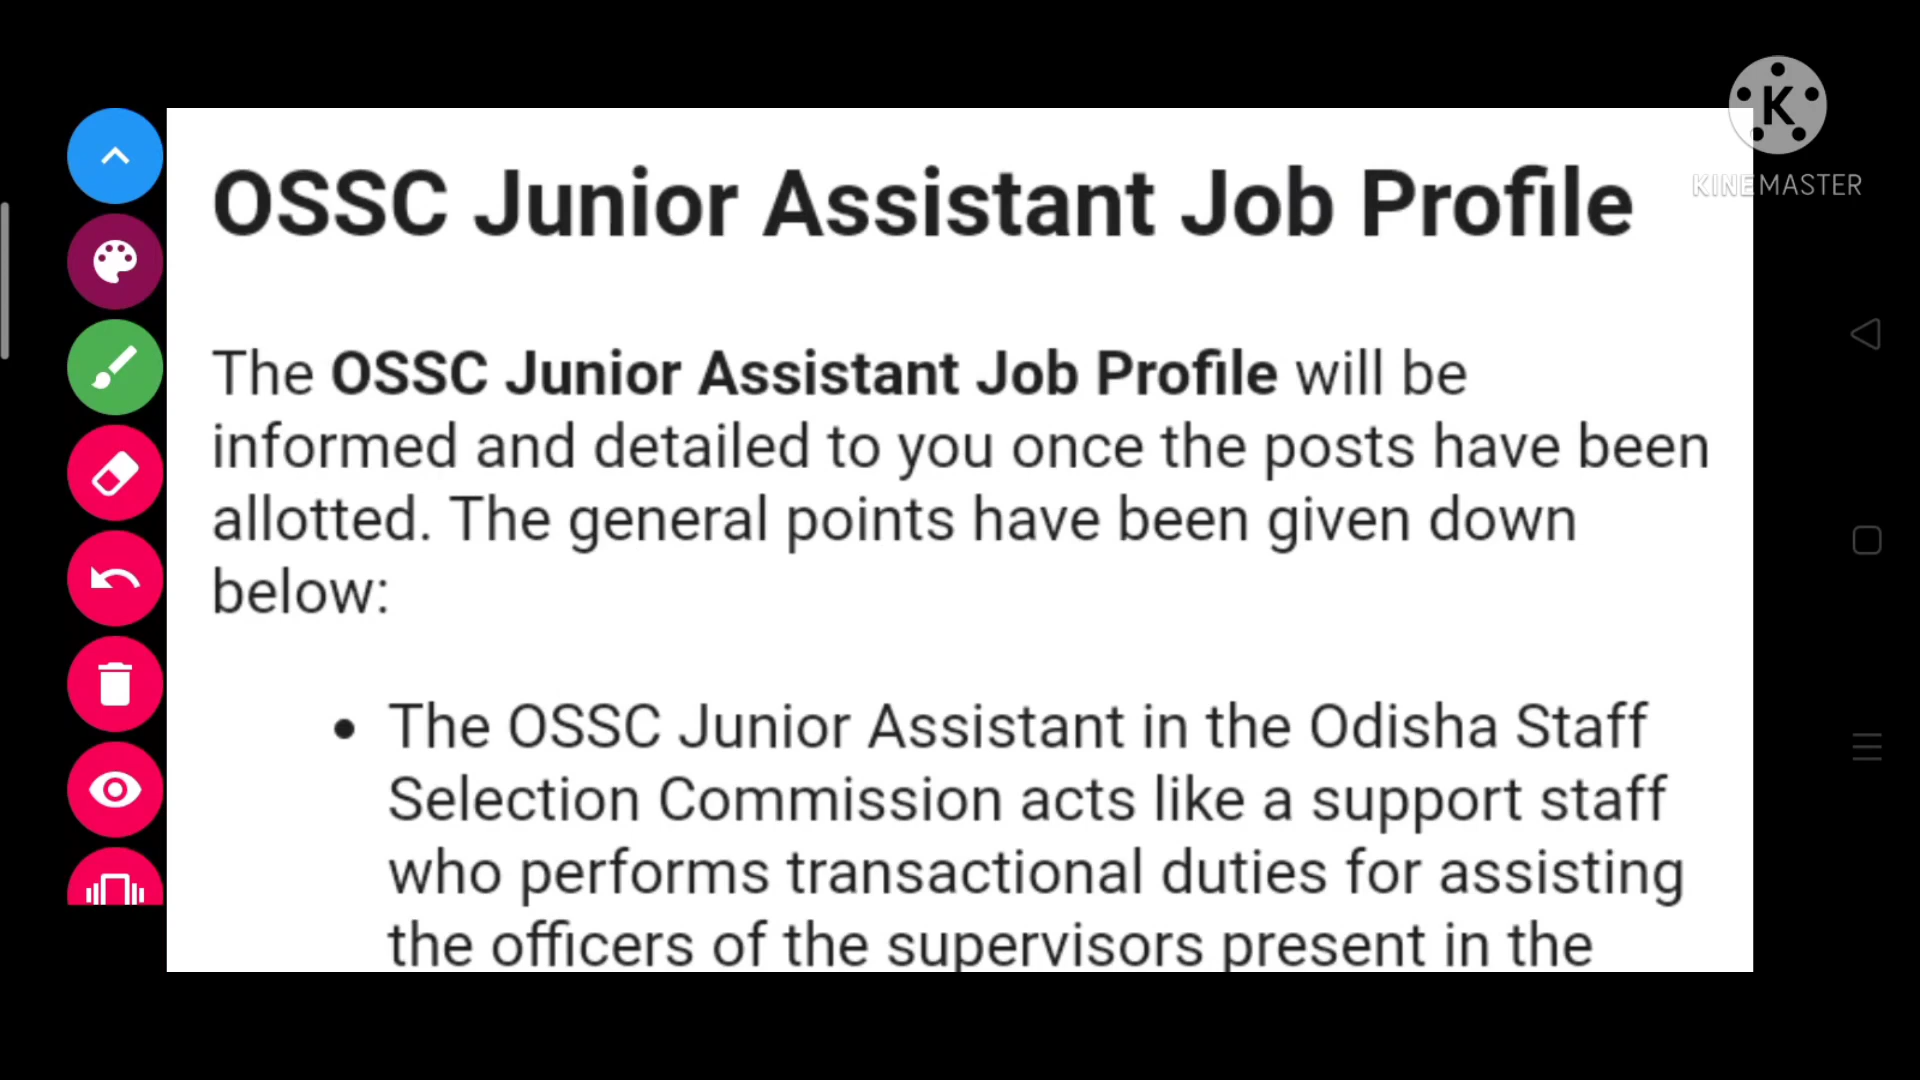 OSSC Junior Assistant Job Profile
K
KINEMASTER
The OSSC Junior Assistant Job Profile will be
informed and detailed to you once the posts have been
allotted. The general points have been given down
below:
• The OSSC Junior Assistant in the Odisha Staff
Selection Commission acts like a support staff
who performs transactional duties for assisting
the officers of the supervisors present in the